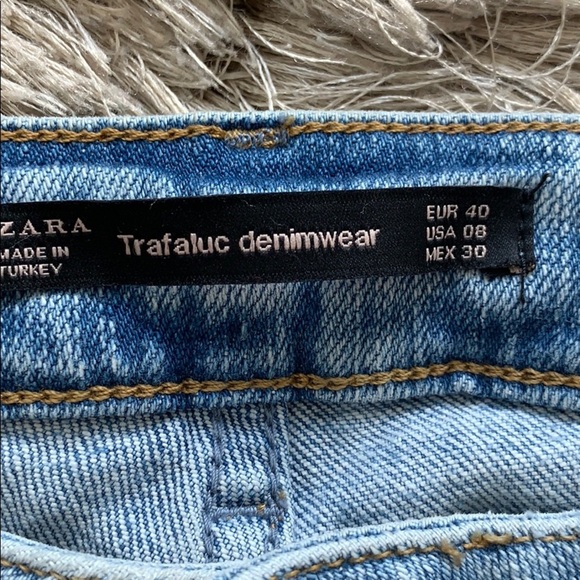 ZARA
MADE IN
TURKEY
Trafaluc denimwear
EUR 40
USA 08
MEX 30